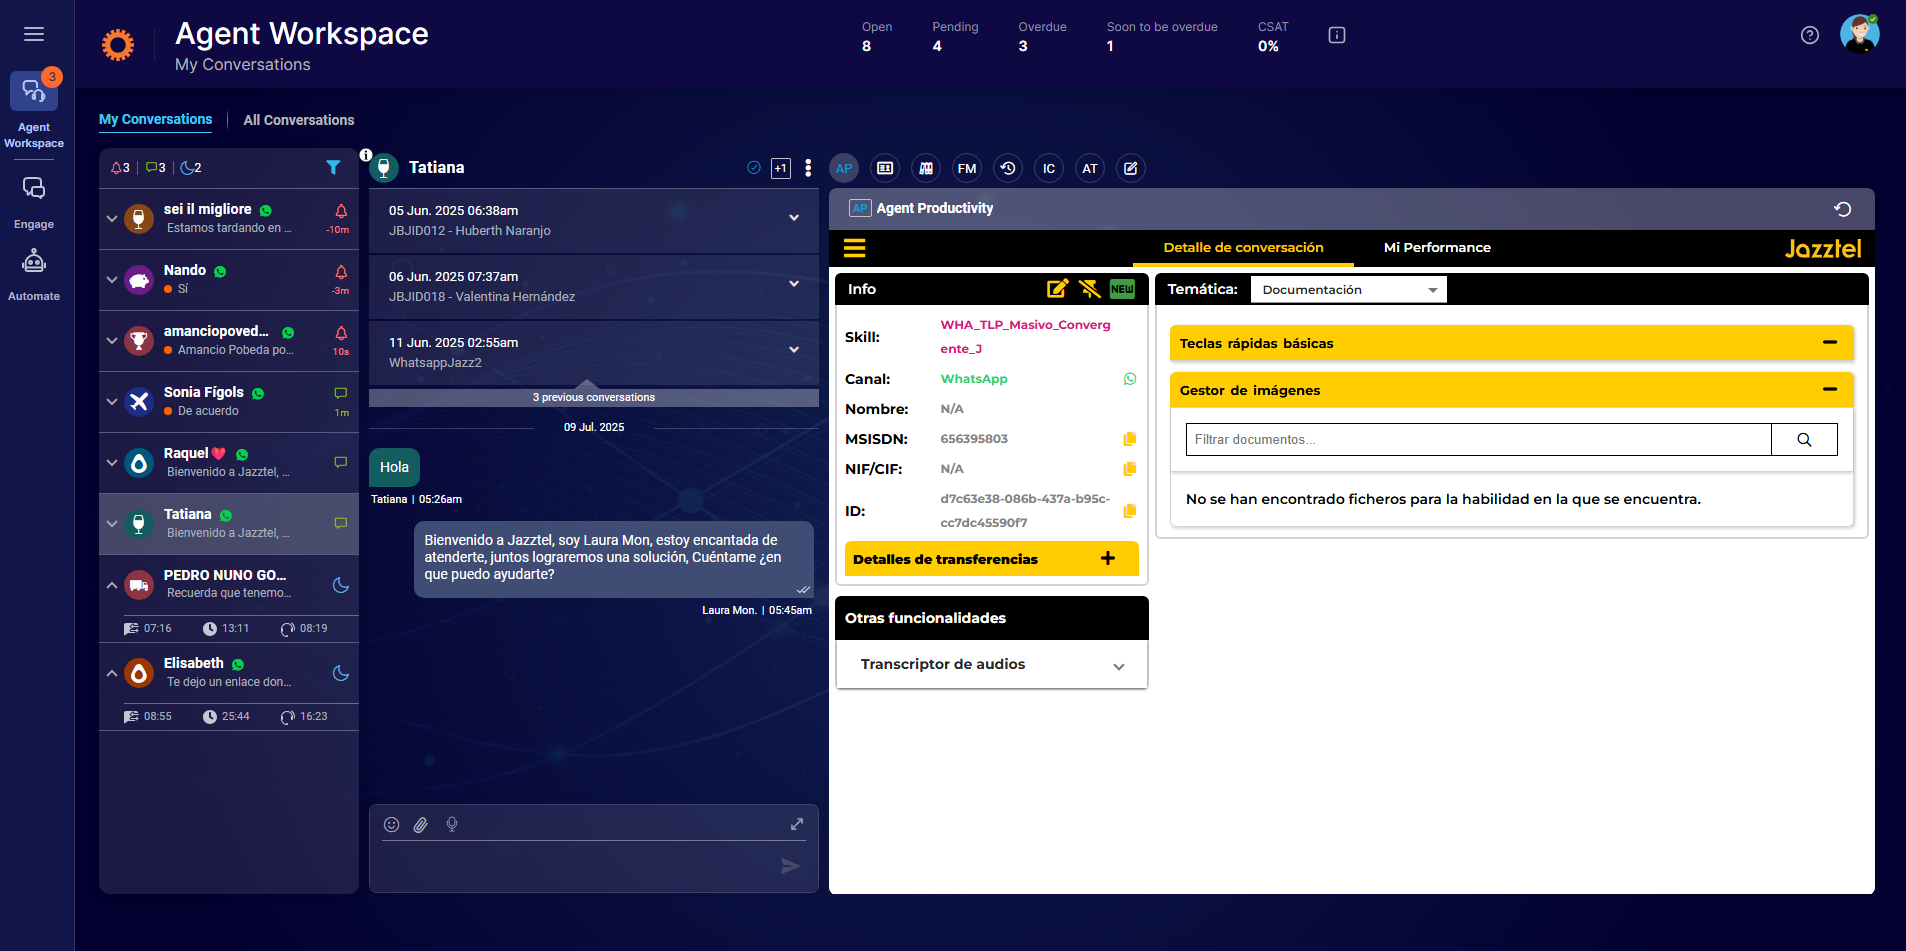 Agent Workspace
My Conversations
Open
8
Pending
4
Overdue
3
Soon to be overdue
1
CSAT
0%
3
Agent
Workspace
Engage
Automate
My Conversations
All Conversations
3
3
2
sei il migliore
Estamos tardando en ...
-10m
Nando
Sí
-3m
amanciopoved...
Amancio Pobeda po...
10s
Sonia Fígols
De acuerdo
1m
Raquel
Bienvenido a Jazztel, ...
Tatiana
Bienvenido a Jazztel, ...
PEDRO NUNO GO...
Recuerda que tenemo...
07:16
13:11
08:19
Elisabeth
Te dejo un enlace don...
08:55
25:44
16:23
Tatiana
+1
05 Jun. 2025 06:38am
JBJID012 - Huberth Naranjo
06 Jun. 2025 07:37am
JBJID018 - Valentina Hernández
11 Jun. 2025 02:55am
WhatsappJazz2
3 previous conversations
09 Jul. 2025
Hola
Tatiana | 05:26am
Bienvenido a Jazztel, soy Laura Mon, estoy encantada de
atenderte, juntos lograremos una solución, Cuéntame ¿en
que puedo ayudarte?
Laura Mon. | 05:45am
AP
FM
IC
AT
AP Agent Productivity
Detalle de conversación
Mi Performance
Jazztel
Info
NEW
Skill:
WHA_TLP_Masivo_Converg
ente_J
Canal:
WhatsApp
Nombre:
N/A
MSISDN:
656395803
NIF/CIF:
N/A
ID:
d7c63e38-086b-437a-b95c-
cc7dc45590f7
Detalles de transferencias
Otras funcionalidades
Transcriptor de audios
Temática:
Documentación
Teclas rápidas básicas
Gestor de imágenes
Filtrar documentos...
No se han encontrado ficheros para la habilidad en la que se encuentra.